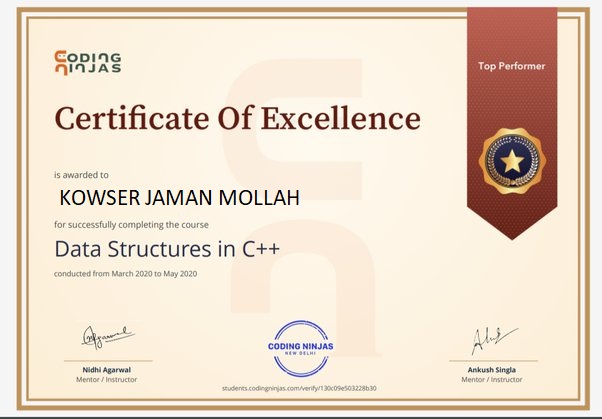 CODING
NINJAS
Top Performer
Certificate Of Excellence
is awarded to
KOWSER JAMAN MOLLAH
for successfully completing the course
Data Structures in C++
conducted from March 2020 to May 2020
Agarwal
CODING NINJAS
NEW DELHI
Nidhi Agarwal
Mentor / Instructor
Ankush Singla
Mentor / Instructor
students.codingninjas.com/verify/130c09e503228b30